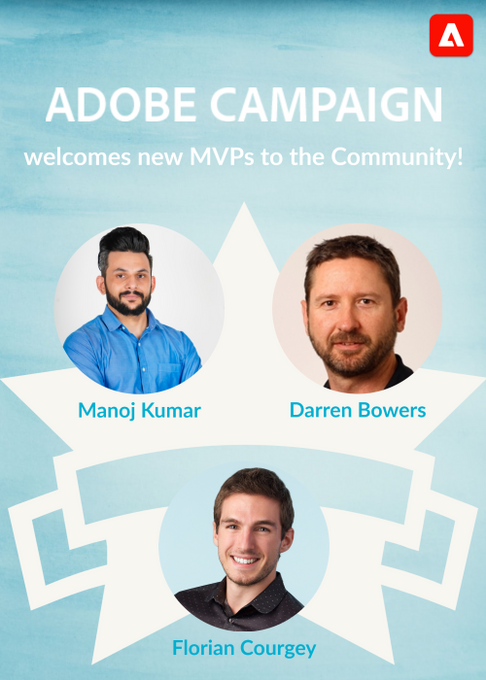 ADOBE CAMPAIGN
welcomes new MVPs to the Community!
Manoj Kumar
Darren Bowers
Florian Courgey